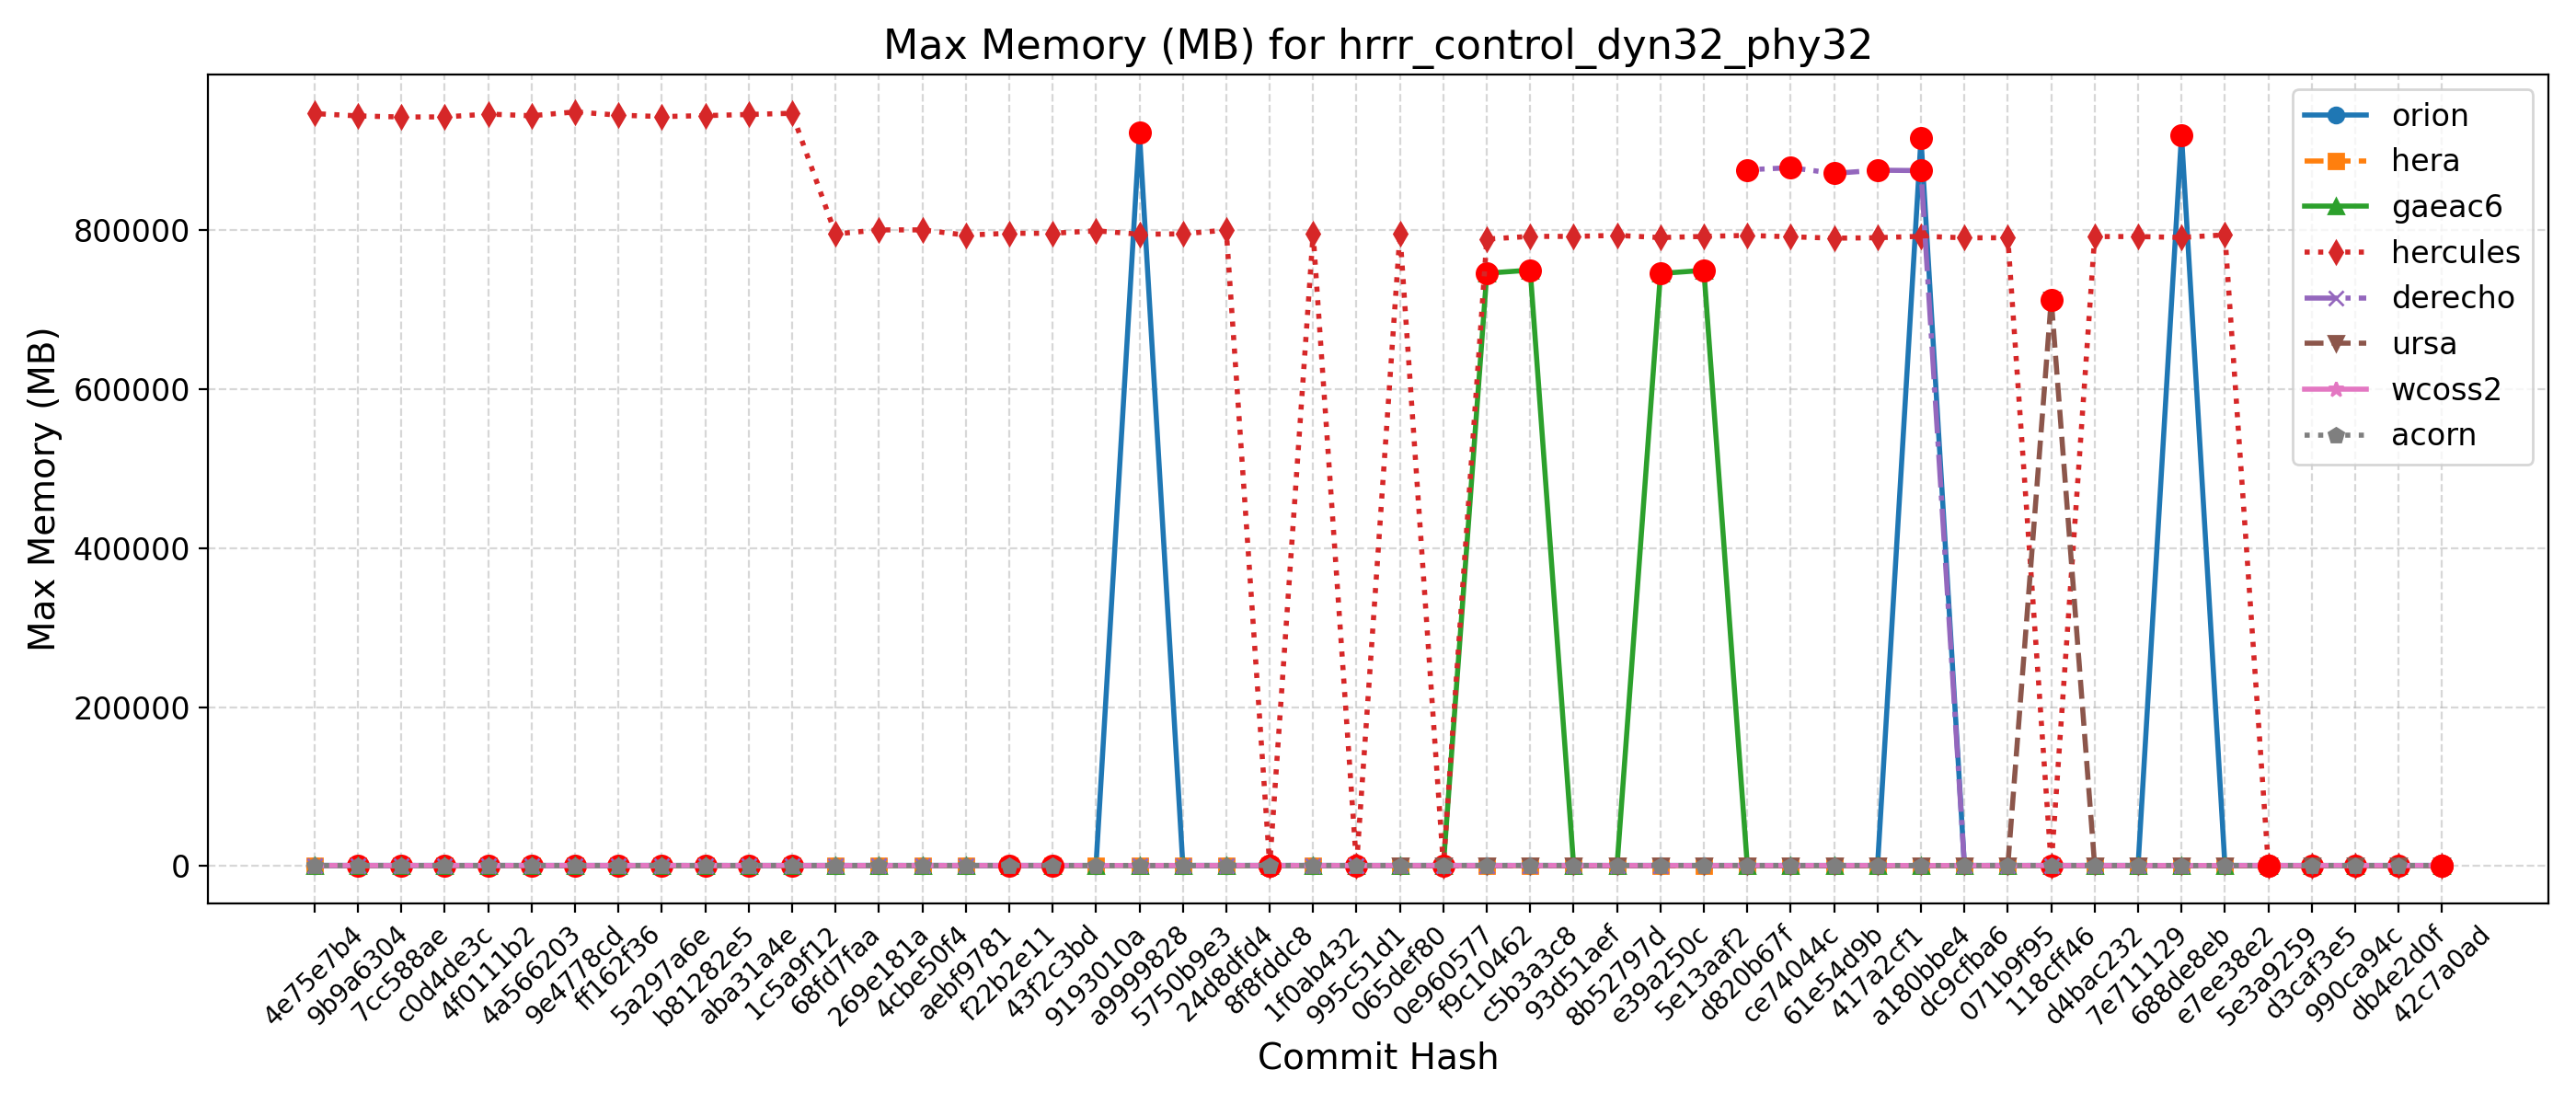 Max Memory (MB) for hrrr_control_dyn32_phy32
Max Memory (MB)
800000
600000
400000
200000
0
orion
hera
gaeac6
hercules
derecho
ursa
wcoss2
acorn
4e75e7b4
9b9a6304
7cc588ae
c0d4de3c
4f0111b2
4a566203
9e4778cd
ff162f36
5a297a6e
b81282e5
aba31a4e
1c5a9f12
68fd7faa
269e181a
4cbe50f4
aebf9781
f22b2e11
43f2c3bd
9193010a
a9999828
5750b9e3
24d8dfd4
8f8fddc8
1f0ab432
995c51d1
065def80
0e960577
f9c10462
c5b3a3c8
93d51aef
8b52797d
e39a250c
5e13aaf2
d820b67f
ce74044c
61e54d9b
417a2cf1
a180bbe4
dc9cfba6
071b9f95
118cff46
d4bac232
7e711129
688de8eb
e7ee38e2
5e3a9259
d3caf3e5
990ca94c
db4e2d0f
42c7a0ad
Commit Hash